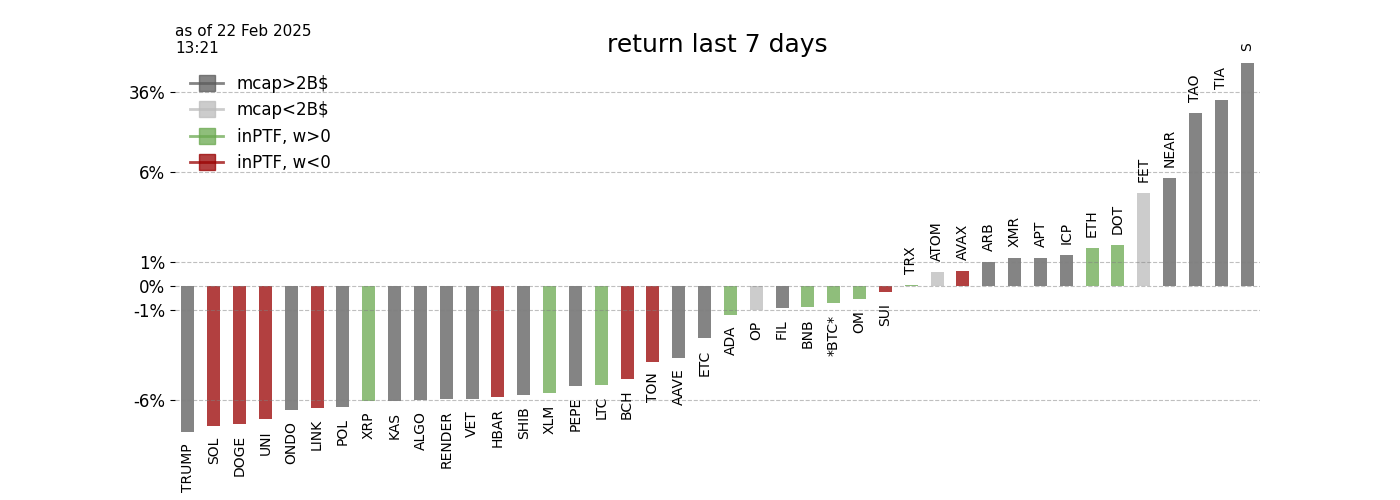 as of 22 Feb 2025
13:21
return last 7 days
mcap>2B$
mcap<2B$
inPTF, w>0
inPTF, w<0
36%
6%
1%
0%
-1%
-6%
TRUMP
SOL
DOGE
UNI
ONDO
LINK
POL
XRP
KAS
ALGO
RENDER
VET
HBAR
SHIB
XLM
PEPE
LTC
BCH
TON
AAVE
ETC
ADA
OP
FIL
BNB
*BTC*
OM
SUI
TRX
ATOM
AVAX
ARB
XMR
APT
ICP
ETH
DOT
FET
NEAR
TAO
TIA
S